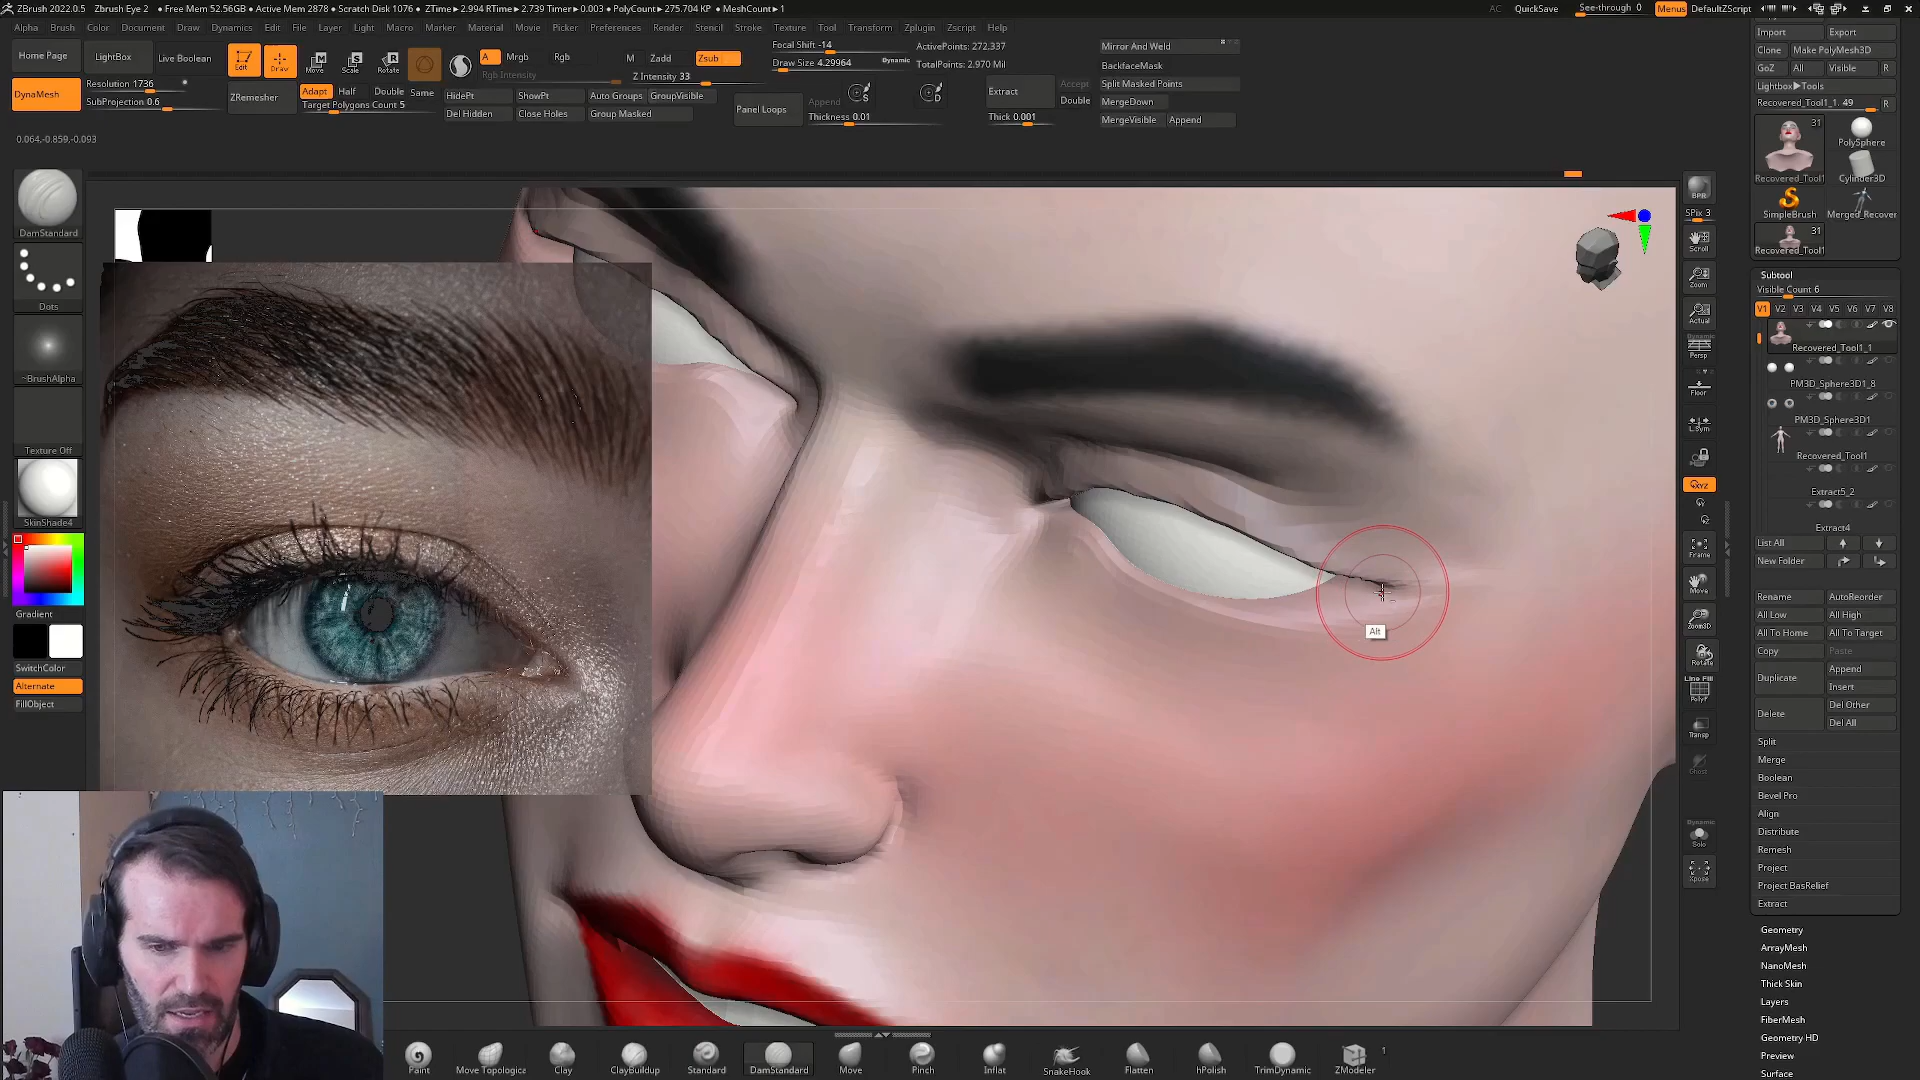 ZBrush 2022.0.5 Zbrush Eye 2 • Free Mem 52.56GB • Active Mem 2878 • Scratch Disk 1076 • ZTime▸2.994 RTime▸2.739 Timer▸0.003 • PolyCount▸275.704 KP • MeshCount▸1
AC QuickSave See-through 0 Menus DefaultZScript
Alpha Brush Color Document Draw Dynamics Edit File Layer Light Macro Marker Material Movie Picker Preferences Render Stencil Stroke Texture Tool Transform Zplugin Zscript Help
Home Page LightBox Live Boolean
Edit Draw Move Scale Rotate
A Mrgb Rgb M Zadd Zsub
Rgb Intensity Z Intensity 33
Focal Shift -14
Draw Size 4.29964 Dynamic
ActivePoints: 272,337
TotalPoints: 2.970 Mil
Mirror And Weld
BackfaceMask
Split Masked Points
MergeDown
MergeVisible Append
DynaMesh
Resolution 1736
SubProjection 0.6
ZRemesher
Adapt Half Double Same
Target Polygons Count 5
HidePt ShowPt Auto Groups GroupVisible
Del Hidden Close Holes Group Masked
Panel Loops
Append
Double
Thickness 0.01
S
D
Extract
Accept
Double
Thick 0.001
0.064,-0.859,-0.093
DamStandard
Dots
~BrushAlpha
Texture Off
SkinShade4
Gradient
SwitchColor
Alternate
FillObject
Alt
BPR
SPix 3
Scroll
Zoom
Actual
Dynamic
Persp
Floor
L.Sym
XYZ
Frame
Move
Zoom3D
Rotate
Line Fill
PolyF
Transp
Ghost
Dynamic
Solo
Xpose
Import Export
Clone Make PolyMesh3D
GoZ All Visible R
Lightbox▸Tools
Recovered_Tool1_1. 49 R
31
PolySphere
Recovered_Tool1
Cylinder3D
SimpleBrush
Merged_Recover
31
Recovered_Tool1
Subtool
Visible Count 6
V1 V2 V3 V4 V5 V6 V7 V8
Recovered_Tool1_1
PM3D_Sphere3D1_8
PM3D_Sphere3D1
Recovered_Tool1
Extract5_2
Extract4
List All
New Folder
Rename AutoReorder
All Low All High
All To Home All To Target
Copy Paste
Duplicate Append
Insert
Delete Del Other
Del All
Split
Merge
Boolean
Bevel Pro
Align
Distribute
Remesh
Project
Project BasRelief
Extract
Geometry
ArrayMesh
NanoMesh
Thick Skin
Layers
FiberMesh
Geometry HD
Preview
Surface
Paint Move Topologica Clay ClayBuildup Standard DamStandard Move Pinch Inflat SnakeHook Flatten hPolish TrimDynamic ZModeler
1